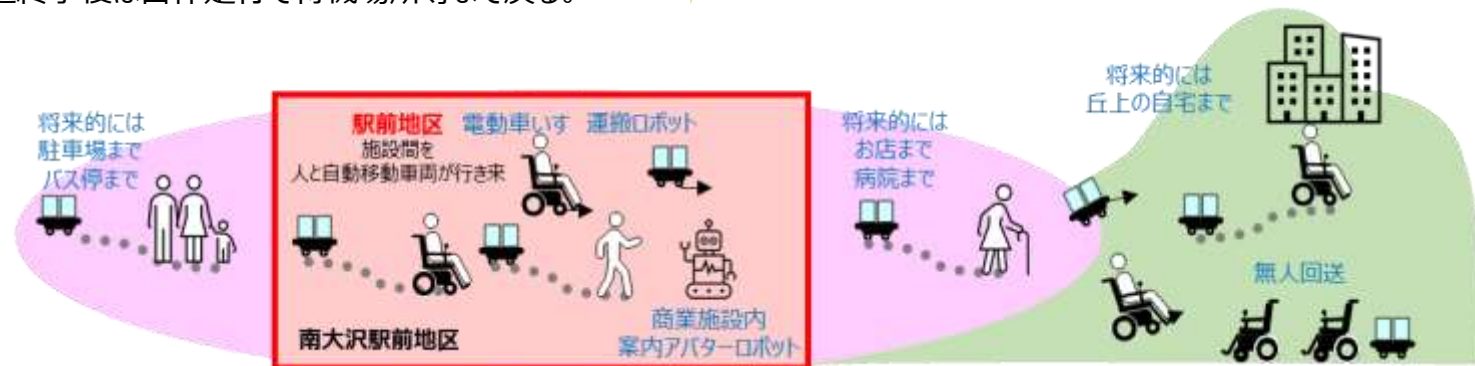 将来的には
駐車場まで
バス停まで
駅前地区
電動車いす
運搬ロボット
施設間を
人と自動移動車両が行き来
商業施設内
案内アバターロボット
南大沢駅前地区
将来的には
お店まで
病院まで
将来的には
丘上の自宅まで
無人回送